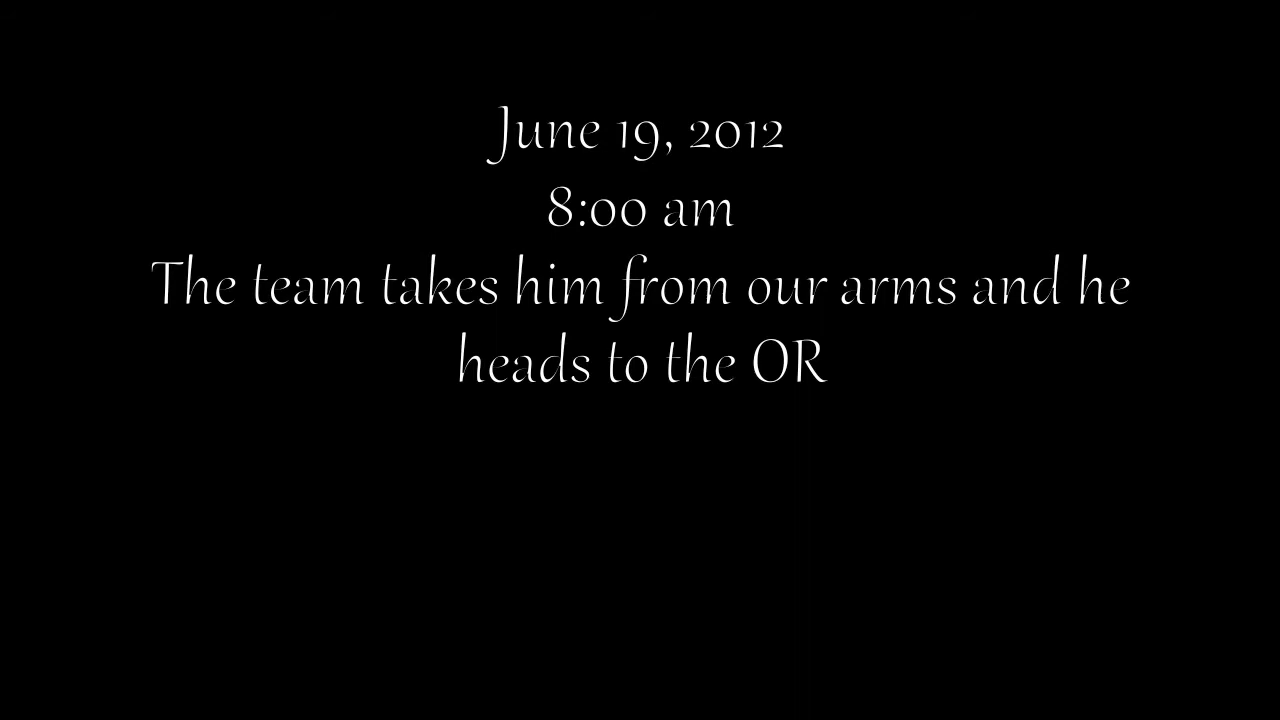 June 19, 2012
8:00 am
The team takes him from our arms and he
heads to the OR